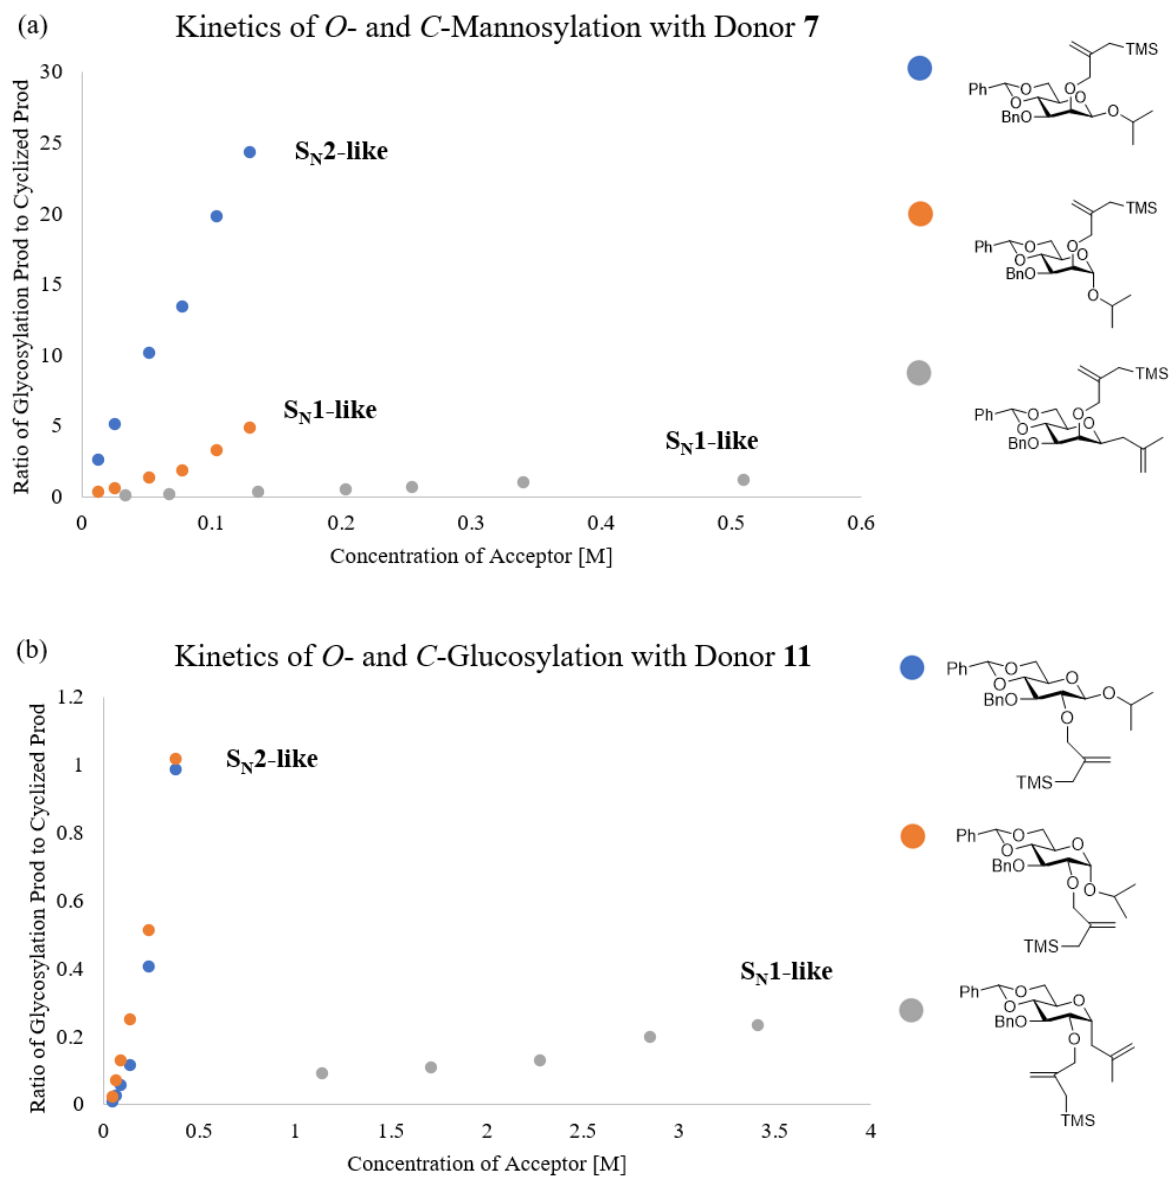 (a)
Kinetics of O- and C-Mannosylation with Donor 7
Ratio of Glycosylation Prod to Cyclized Prod
30
25
20
15
10
5
0
SN2-like
SN1-like
SN1-like
0 0.1 0.2 0.3 0.4 0.5 0.6
Concentration of Acceptor [M]
TMS
Ph
O
O
O
O
BnO
O
TMS
Ph
O
O
O
O
BnO
O
TMS
Ph
O
O
O
O
BnO
(b)
Kinetics of O- and C-Glucosylation with Donor 11
Ratio of Glycosylation Prod to Cyclized Prod
1.2
1
0.8
0.6
0.4
0.2
0
SN2-like
SN1-like
0 0.5 1 1.5 2 2.5 3 3.5 4
Concentration of Acceptor [M]
Ph
O
O
O
BnO
O
O
TMS
Ph
O
O
O
BnO
O
O
TMS
Ph
O
O
O
BnO
O
TMS